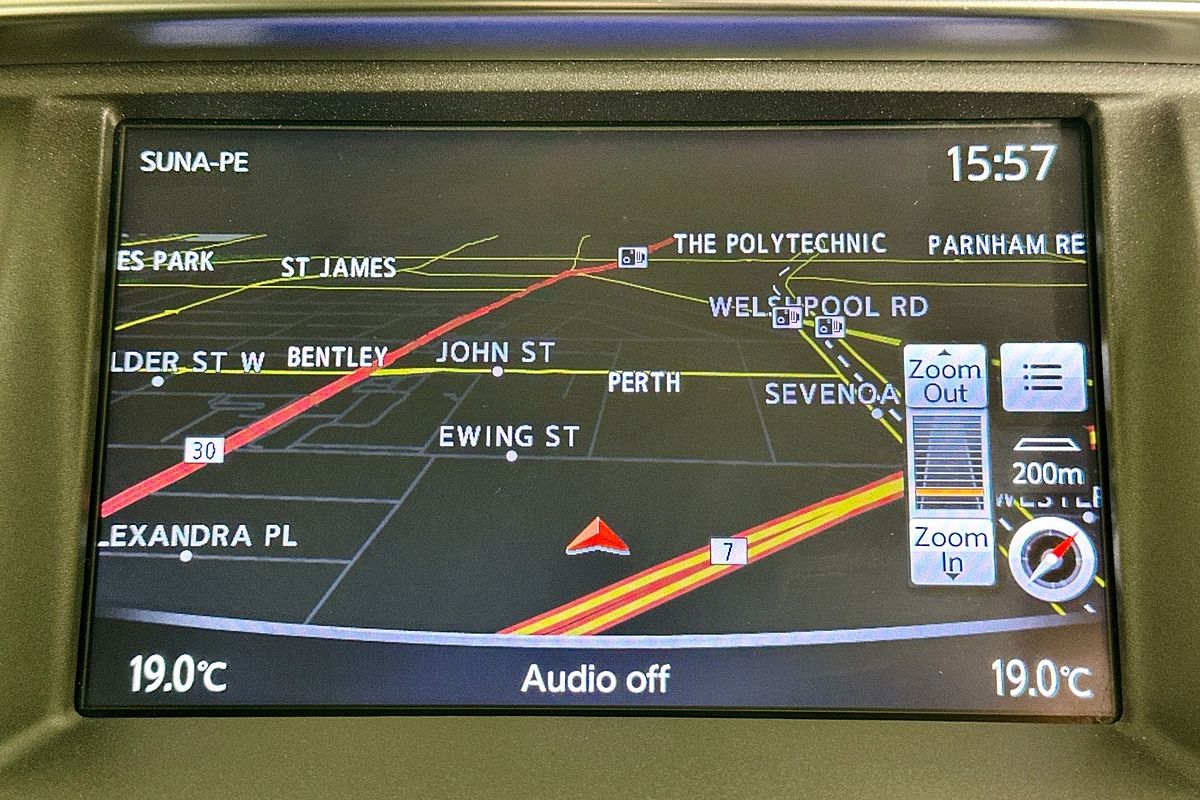 SUNA-PE
15:57
THE POLYTECHNIC
PARNHAM RE
ES PARK
ST JAMES
WELSHPOOL RD
LDER ST W
BENTLEY
JOHN ST
PERTH
SEVENOA
Zoom
Out
30
EWING ST
200m
LEXANDRA PL
7
Zoom
In
19.0°C
Audio off
19.0°C